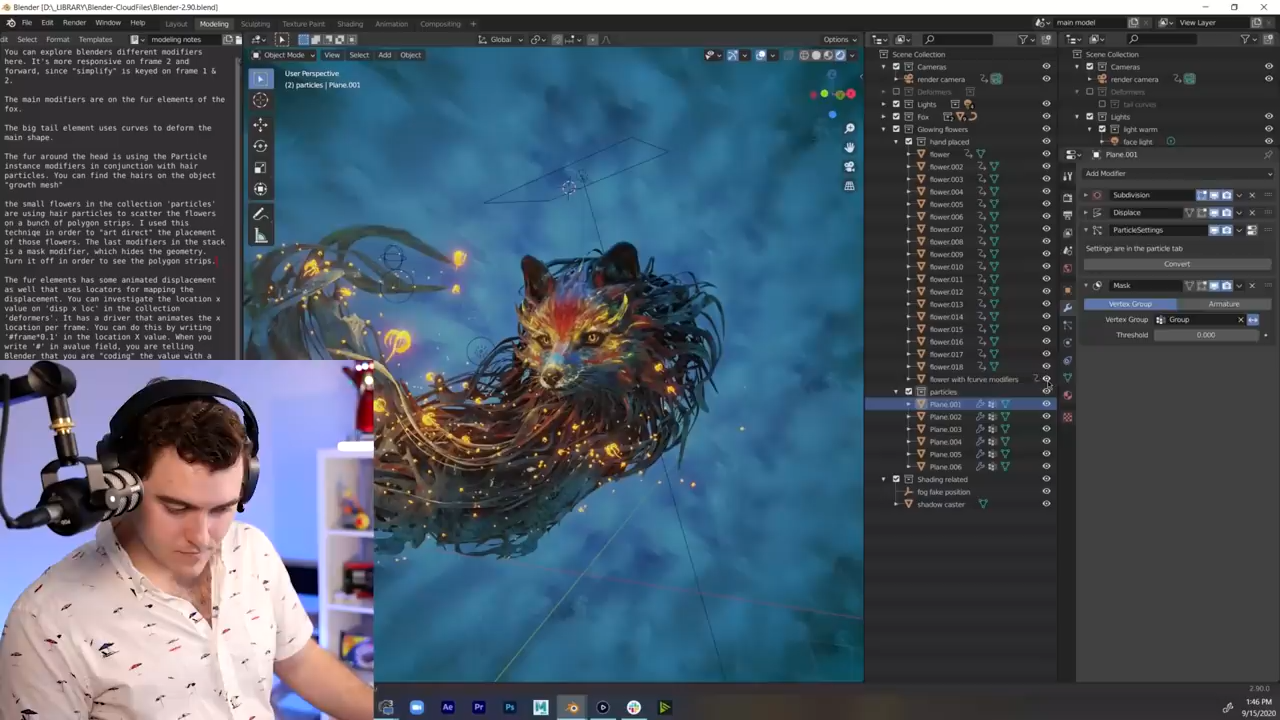 Blender [D:\_LIBRARY\Blender-CloudFiles\Blender-2.90.blend]
File Edit Render Window Help
Layout Modeling Sculpting Texture Paint Shading Animation Compositing
main model
View Layer
Select Format Templates
modeling notes
Global
Options
Object Mode View Select Add Object
User Perspective
(2) particles | Plane.001
You can explore blenders different modifiers
here. It's more responsive on frame 2 and
forward, since "simplify" is keyed on frame 1 &
2.
The main modifiers are on the fur elements of the
fox.
The big tail element uses curves to deform the
main shape.
The fur around the head is using the Particle
instance modifiers in conjunction with hair
particles. You can find the hairs on the object
"growth mesh"
the small flowers in the collection 'particles'
are using hair particles to scatter the flowers
on a bunch of polygon strips. I used this
techniqe in order to "art direct" the placement
of those flowers. The last modifiers in the stack
is a mask modifier, which hides the geometry.
Turn it off in order to see the polygon strips.
The fur elements has some animated displacement
as well that uses locators for mapping the
displacement. You can investigate the location x
value on 'disp x loc' in the collection
'deformers'. It has a driver that animates the x
location per frame. You can do this by writing
'#frame*0.1' in the location X value. When you
write '#' in avalue field, you are telling
Blender that you are "coding" the value with a
Scene Collection
Cameras
render camera
Deformers
Lights
Fox
Glowing flowers
hand placed
flower
flower.002
flower.003
flower.004
flower.005
flower.006
flower.007
flower.008
flower.009
flower.010
flower.011
flower.012
flower.013
flower.014
flower.015
flower.016
flower.017
flower.018
flower with fcurve modifiers
particles
Plane.001
Plane.002
Plane.003
Plane.004
Plane.005
Plane.006
Shading related
fog fake position
shadow caster
Scene Collection
Cameras
render camera
Deformers
tail curves
Lights
light warm
face light
Plane.001
Add Modifier
Subdivision
Displace
ParticleSettings
Settings are in the particle tab
Convert
Mask
Vertex Group Armature
Vertex Group Group
Threshold 0.000
2.90.0
Ae Pr Ps M
1:46 PM
9/15/2020